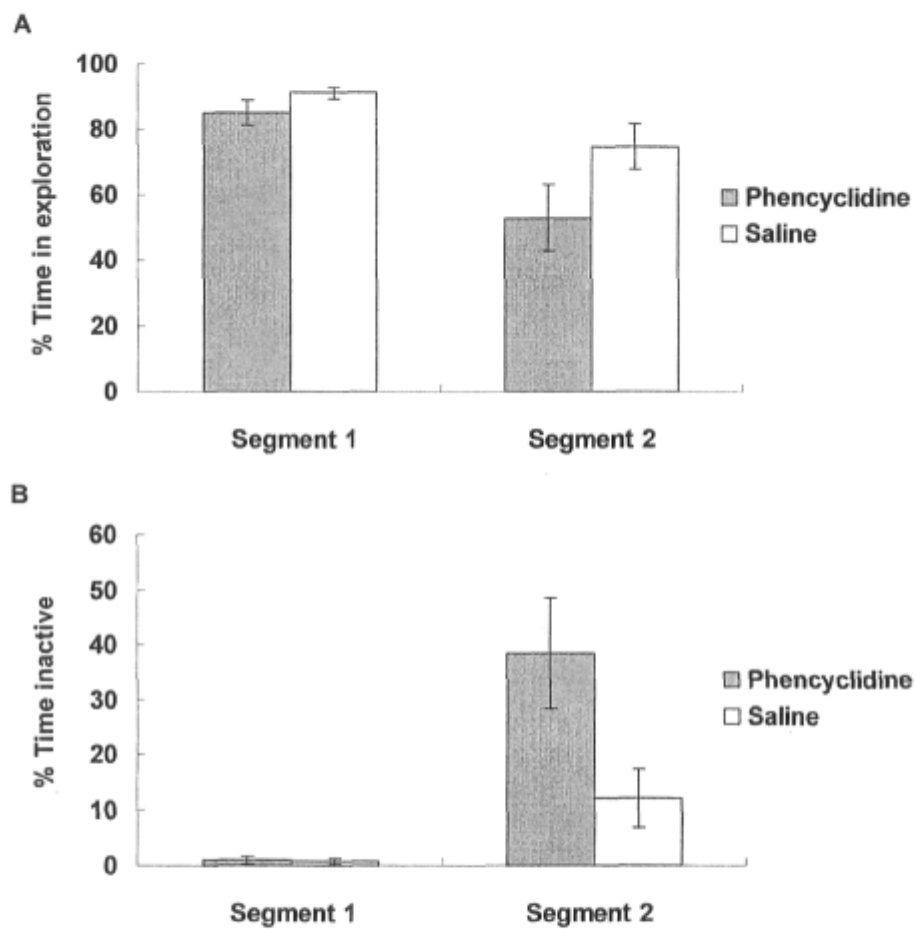 A
% Time in exploration
100
80
60
40
20
0
Segment 1
Segment 2
Phencyclidine
Saline
B
% Time inactive
60
50
40
30
20
10
0
Segment 1
Segment 2
Phencyclidine
Saline